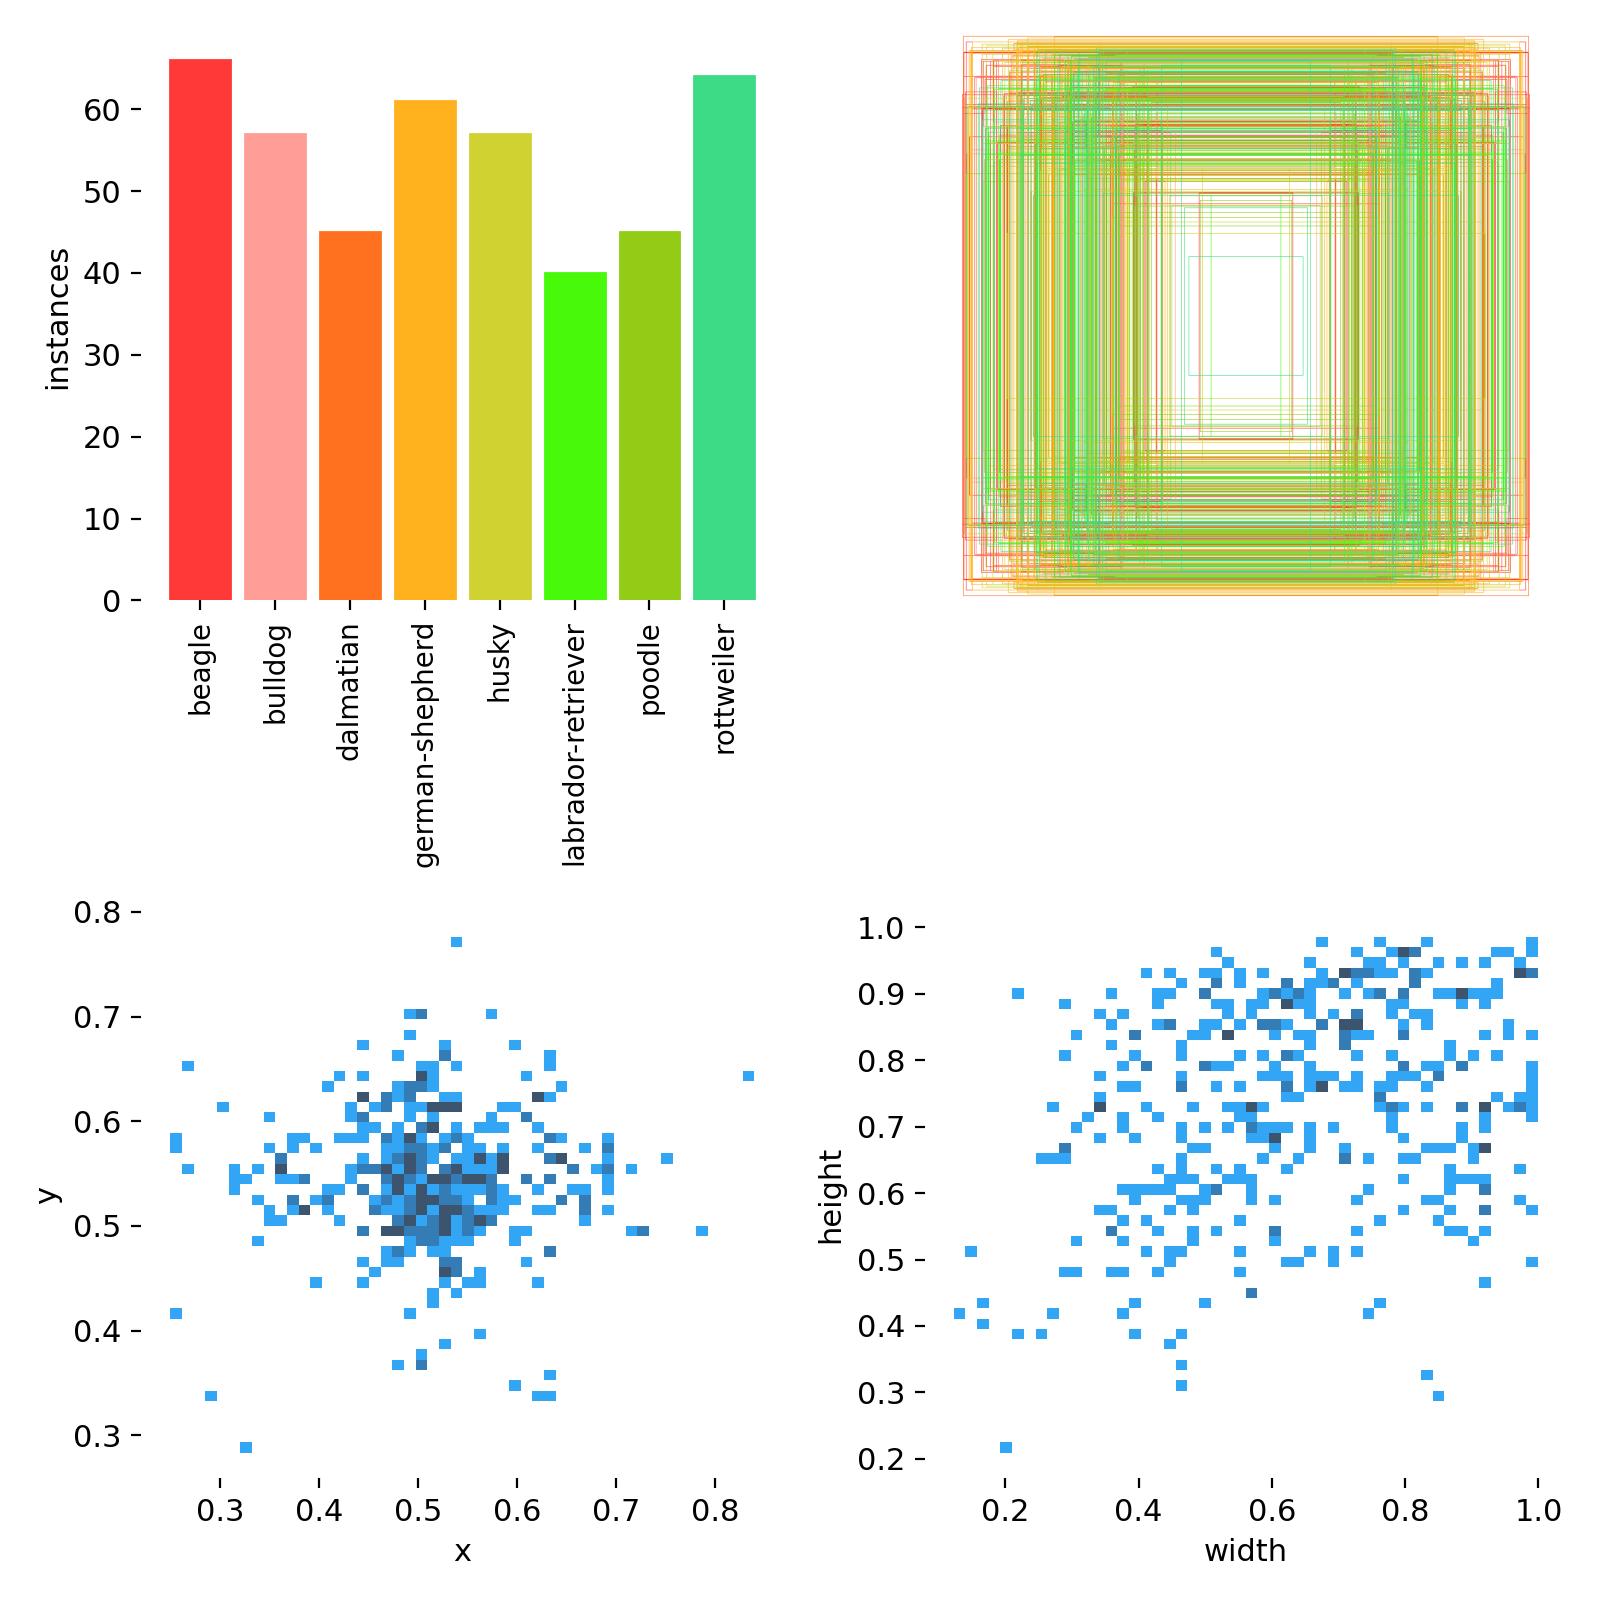 instances
60
50
40
30
20
10
0
beagle
bulldog
dalmatian
german-shepherd
husky
labrador-retriever
poodle
rottweiler
y
0.8
0.7
0.6
0.5
0.4
0.3
0.3 0.4 0.5 0.6 0.7 0.8
x
height
1.0
0.9
0.8
0.7
0.6
0.5
0.4
0.3
0.2
0.2 0.4 0.6 0.8 1.0
width